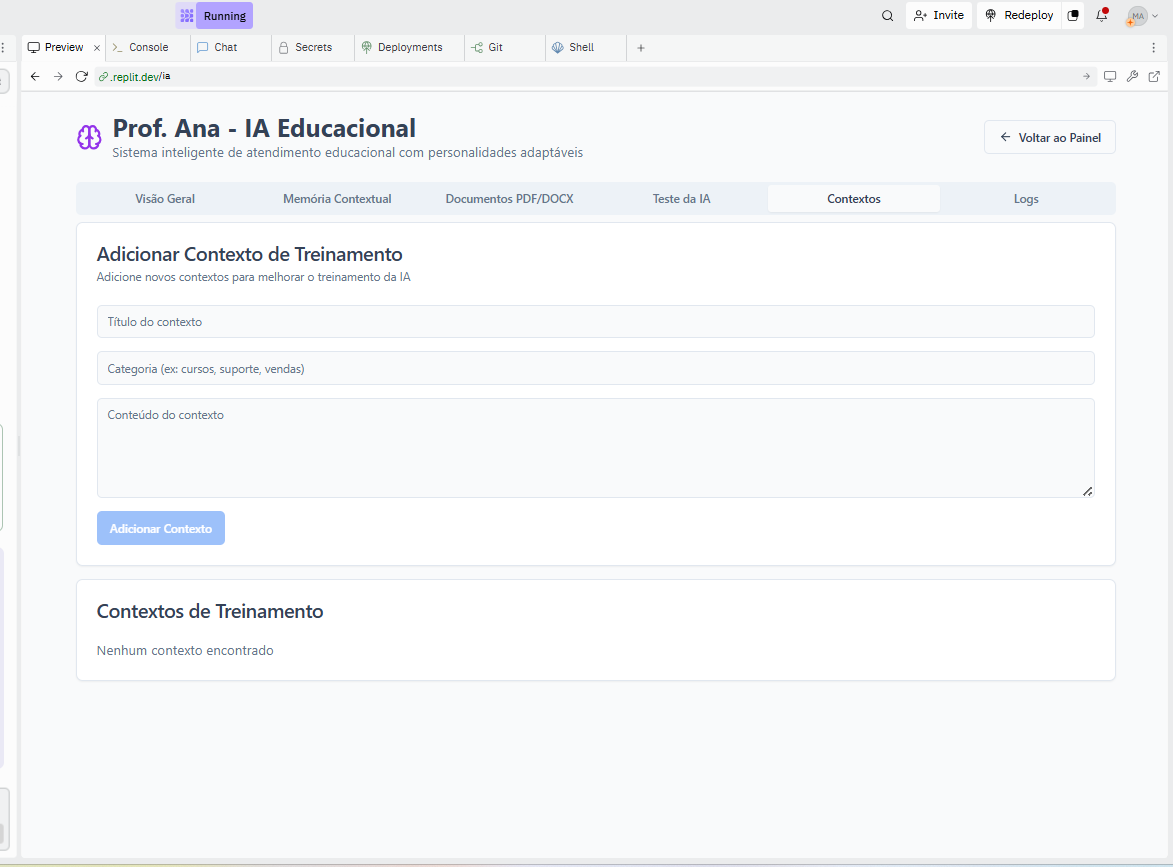 Running
Invite
Redeploy
MA
Preview
Console
Chat
Secrets
Deployments
Git
Shell
.replit.dev/ia
Prof. Ana - IA Educacional
Sistema inteligente de atendimento educacional com personalidades adaptáveis
Voltar ao Painel
Visão Geral
Memória Contextual
Documentos PDF/DOCX
Teste da IA
Contextos
Logs
Adicionar Contexto de Treinamento
Adicione novos contextos para melhorar o treinamento da IA
Título do contexto
Categoria (ex: cursos, suporte, vendas)
Conteúdo do contexto
Adicionar Contexto
Contextos de Treinamento
Nenhum contexto encontrado